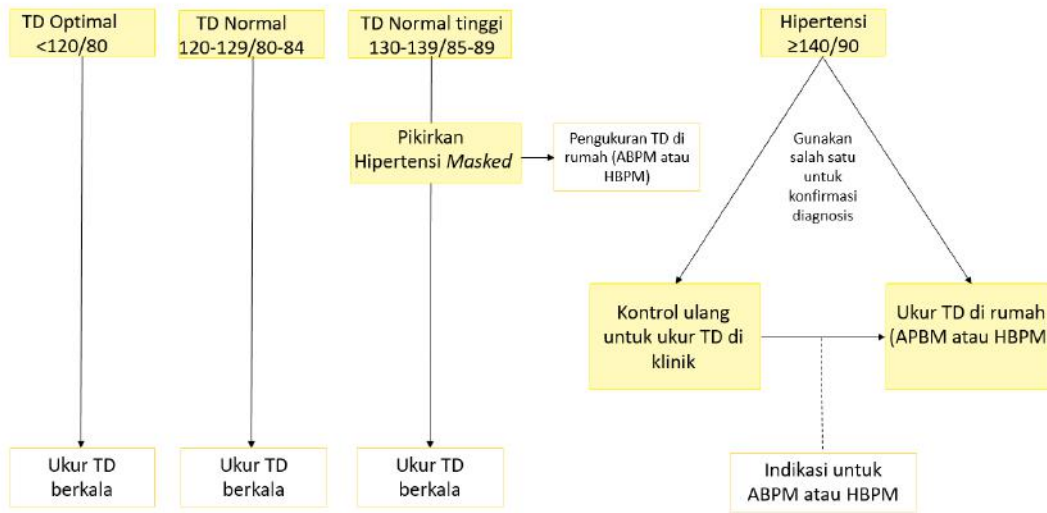 TD Optimal
<120/80
TD Normal
120-129/80-84
TD Normal tinggi
130-139/85-89
Hipertensi
≥140/90
Pikirkan
Hipertensi Masked
Pengukuran TD di
rumah (ABPM atau
HBPM)
Gunakan
salah satu
untuk
konfirmasi
diagnosis
Kontrol ulang
untuk ukur TD di
klinik
Ukur TD di rumah
(APBM atau HBPM
Ukur TD
berkala
Ukur TD
berkala
Ukur TD
berkala
Indikasi untuk
ABPM atau HBPM